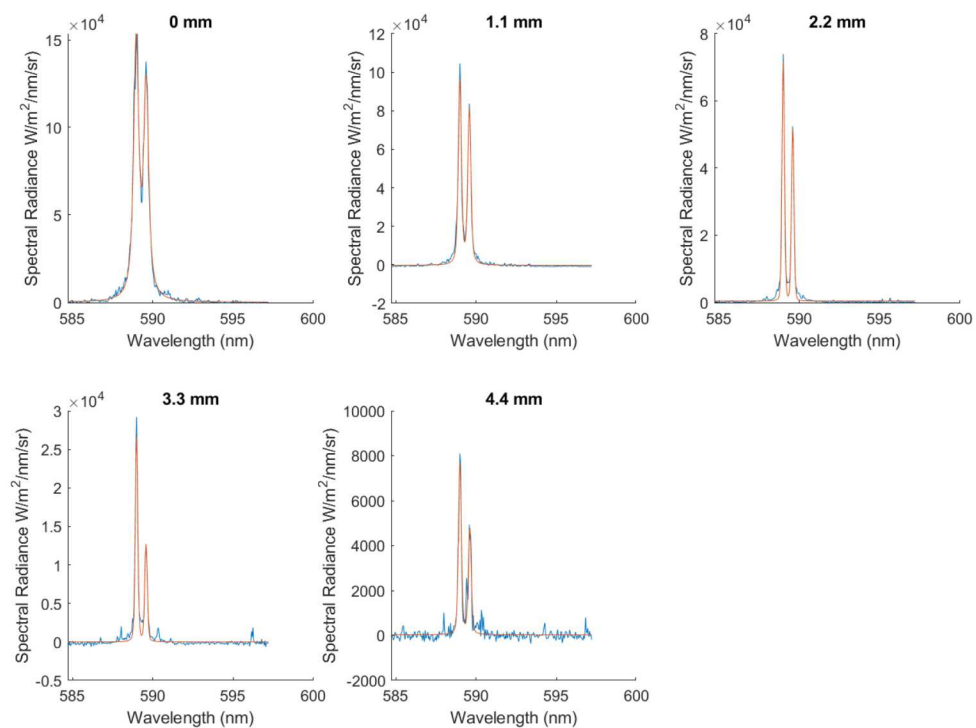 ×10⁴ 0 mm
Spectral Radiance W/m²/nm/sr)
15
10
5
0
585 590 595 600
Wavelength (nm)
×10⁴ 1.1 mm
Spectral Radiance W/m²/nm/sr)
12
10
8
6
4
2
0
-2
585 590 595 600
Wavelength (nm)
×10⁴ 2.2 mm
Spectral Radiance W/m²/nm/sr)
8
6
4
2
0
585 590 595 600
Wavelength (nm)
×10⁴ 3.3 mm
Spectral Radiance W/m²/nm/sr)
3
2.5
2
1.5
1
0.5
0
-0.5
585 590 595 600
Wavelength (nm)
4.4 mm
Spectral Radiance W/m²/nm/sr)
10000
8000
6000
4000
2000
0
-2000
585 590 595 600
Wavelength (nm)